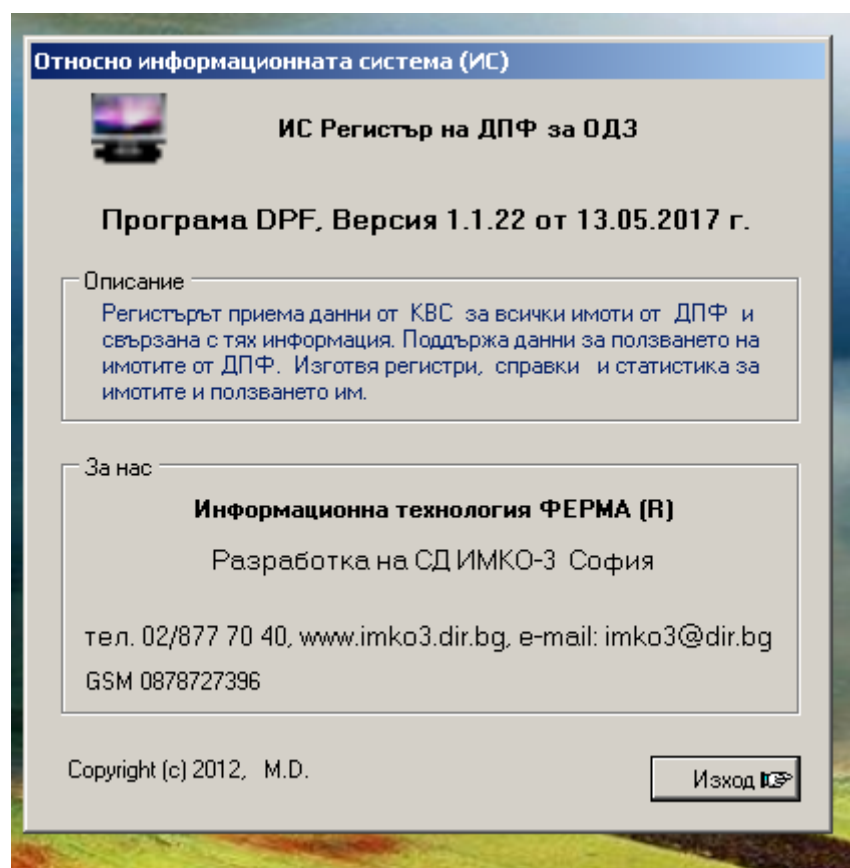 Относно информационната система (ИС)
ИС Регистър на ДПФ за ОДЗ
Програма DPF, Версия 1.1.22 от 13.05.2017 г.
Описание
Регистърът приема данни от КВС за всички имоти от ДПФ и
свързана с тях информация. Поддържа данни за ползването на
имотите от ДПФ. Изготвя регистри, справки и статистика за
имотите и ползването им.
За нас
Информационна технология ФЕРМА (R)
Разработка на СД ИМКО-3 София
тел. 02/877 70 40, www.imko3.dir.bg, e-mail: imko3@dir.bg
GSM 0878727396
Copyright (c) 2012, M.D.
Изход